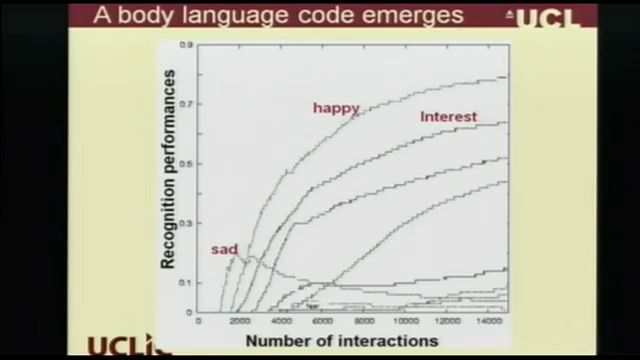 A body language code emerges
UCL
0.9
0.7
0.5
0.3
0.1
0
Recognition performances
happy
Interest
sad
0 2000 4000 6000 8000 10000 12000 14000
Number of interactions